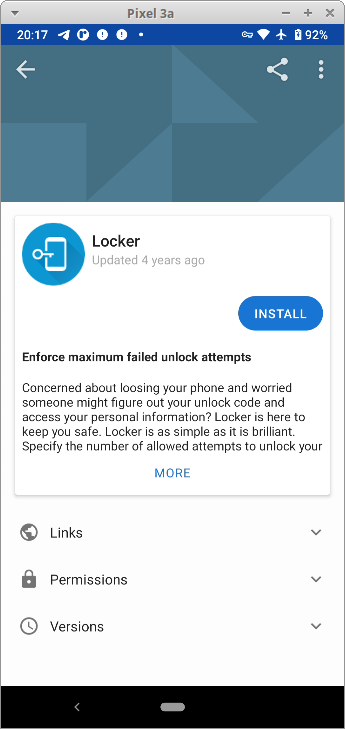 Pixel 3a
20:17
92%
Locker
Updated 4 years ago
INSTALL
Enforce maximum failed unlock attempts
Concerned about loosing your phone and worried
someone might figure out your unlock code and
access your personal information? Locker is here to
keep you safe. Locker is as simple as it is brilliant.
Specify the number of allowed attempts to unlock your
MORE
Links
Permissions
Versions